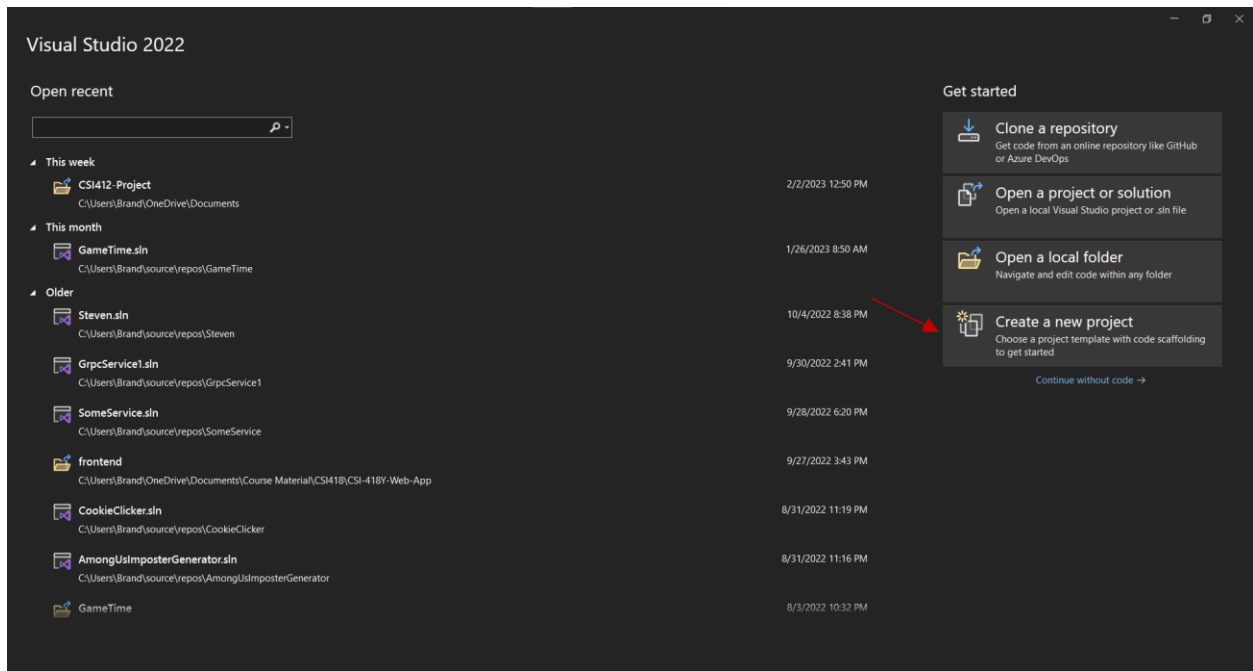 Visual Studio 2022
Open recent
This week
CSI412-Project
2/2/2023 12:50 PM
C:\Users\Brand\OneDrive\Documents
This month
GameTime.sln
1/26/2023 8:50 AM
C:\Users\Brand\source\repos\GameTime
Older
Steven.sln
10/4/2022 8:38 PM
C:\Users\Brand\source\repos\Steven
GrpcService1.sln
9/30/2022 2:41 PM
C:\Users\Brand\source\repos\GrpcService1
SomeService.sln
9/28/2022 6:20 PM
C:\Users\Brand\source\repos\SomeService
frontend
9/27/2022 3:43 PM
C:\Users\Brand\OneDrive\Documents\Course Material\CSI418\CSI-418Y-Web-App
CookieClicker.sln
8/31/2022 11:19 PM
C:\Users\Brand\source\repos\CookieClicker
AmongUsImposterGenerator.sln
8/31/2022 11:16 PM
C:\Users\Brand\source\repos\AmongUsImposterGenerator
GameTime
8/3/2022 10:32 PM
Get started
Clone a repository
Get code from an online repository like GitHub
or Azure DevOps
Open a project or solution
Open a local Visual Studio project or .sln file
Open a local folder
Navigate and edit code within any folder
Create a new project
Choose a project template with code scaffolding
to get started
Continue without code →